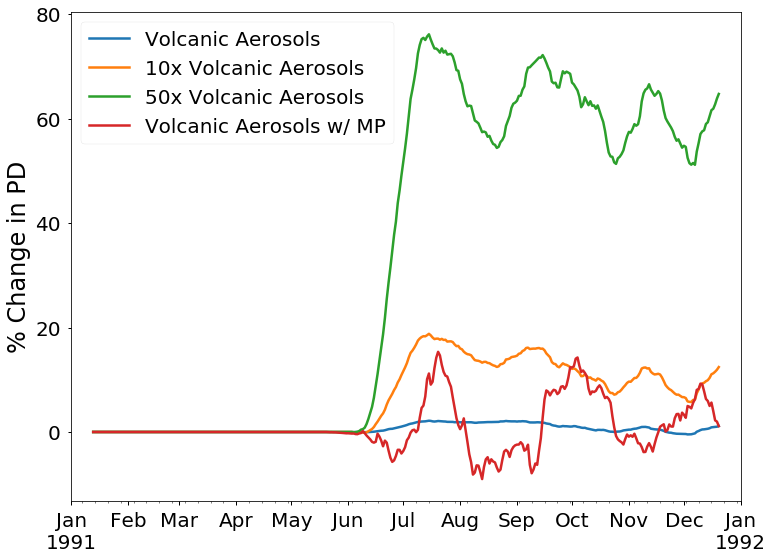 Volcanic Aerosols
10x Volcanic Aerosols
50x Volcanic Aerosols
Volcanic Aerosols w/ MP
% Change in PD
80
60
40
20
0
Jan Feb Mar Apr May Jun Jul Aug Sep Oct Nov Dec Jan
1991 1992